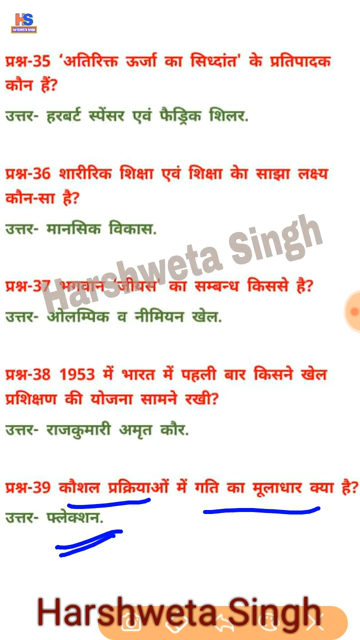 HS
HARSHWETA SINGH
प्रश्न-35 ‘अतिरिक्त ऊर्जा का सिध्दांत’ के प्रतिपादक
कौन हैं?
उत्तर- हरबर्ट स्पेंसर एवं फैड्रिक शिलर.
प्रश्न-36 शारीरिक शिक्षा एवं शिक्षा केा साझा लक्ष्य
कौन-सा है?
उत्तर- मानसिक विकास.
Harshweta Singh
प्रश्न-37 भगवान ‘जीयस’ का सम्बन्ध किससे है?
उत्तर- ओलम्पिक व नीमियन खेल.
प्रश्न-38 1953 में भारत में पहली बार किसने खेल
प्रशिक्षण की योजना सामने रखी?
उत्तर- राजकुमारी अमृत कौर.
प्रश्न-39 कौशल प्रक्रियाओं में गति का मूलाधार क्या है?
उत्तर- फ्लेक्शन.
Harshweta Singh